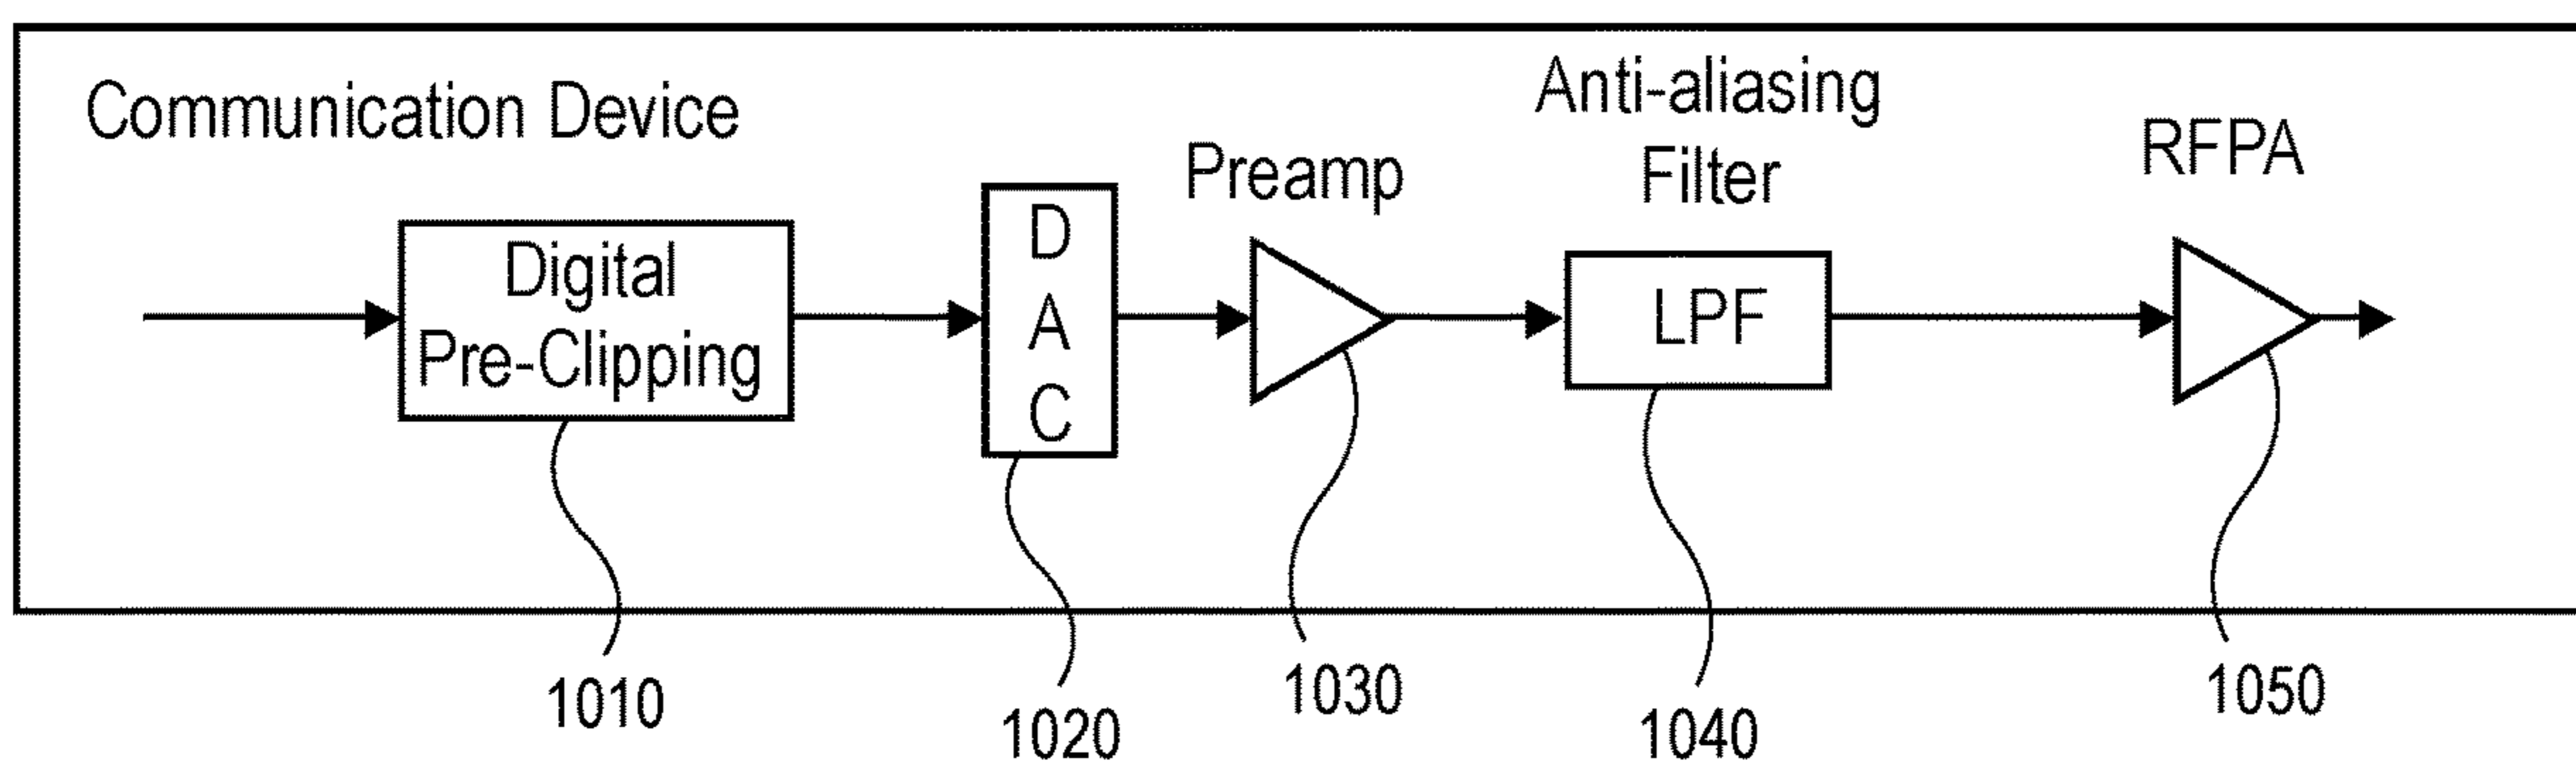 Communication Device
Digital
Pre-Clipping
D
A
C
Preamp
Anti-aliasing
Filter
LPF
RFPA
1010
1020
1030
1040
1050